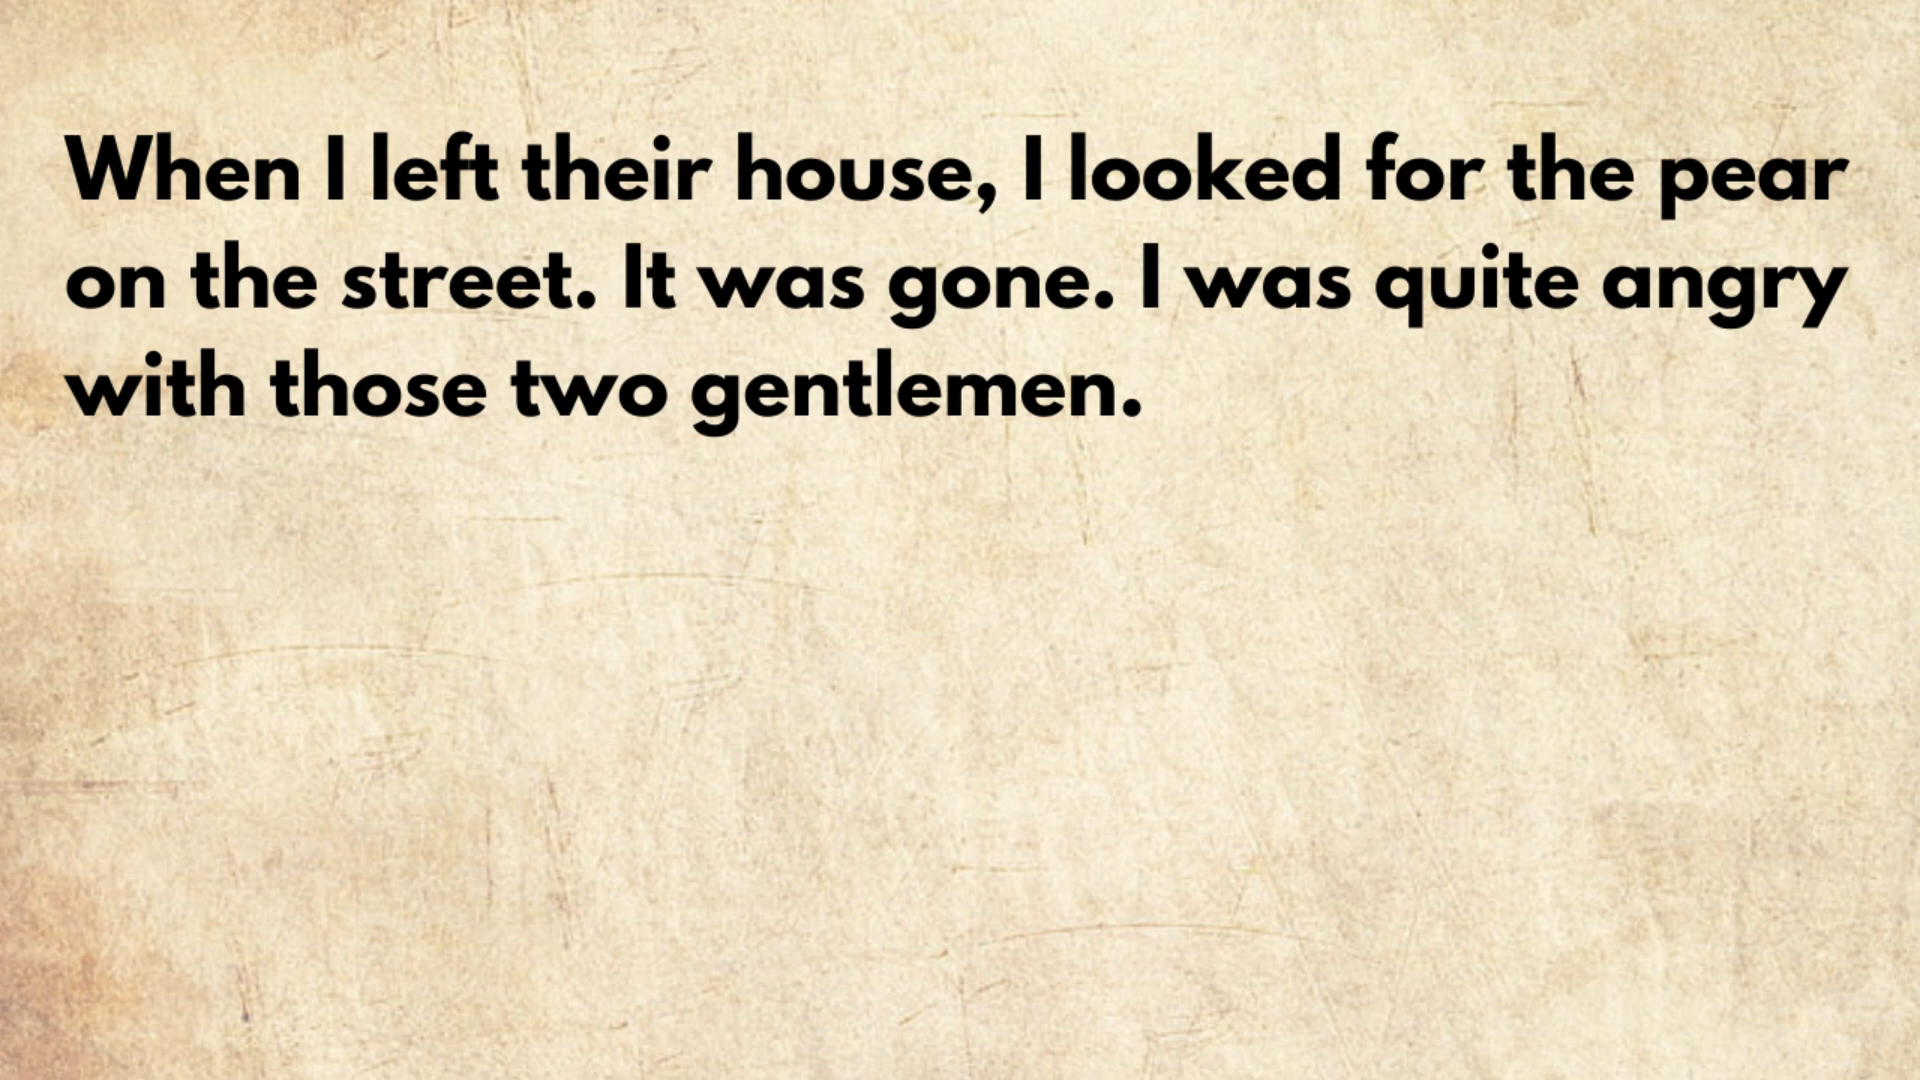 When I left their house, I looked for the pear
on the street. It was gone. I was quite angry
with those two gentlemen.